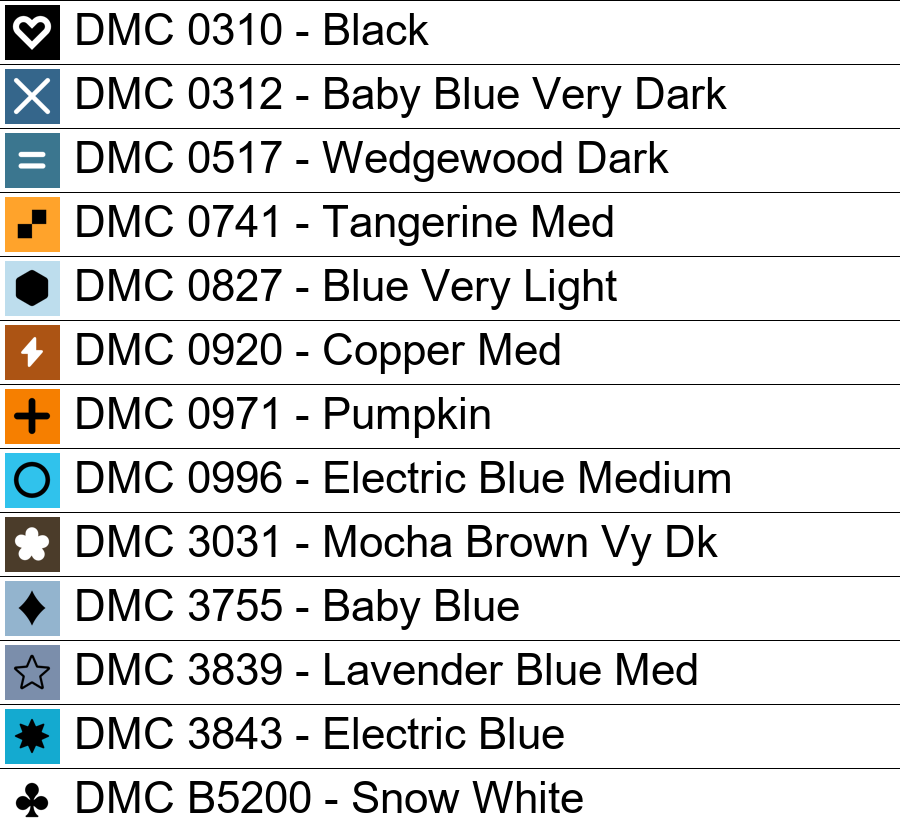 DMC 0310 - Black
DMC 0312 - Baby Blue Very Dark
DMC 0517 - Wedgewood Dark
DMC 0741 - Tangerine Med
DMC 0827 - Blue Very Light
DMC 0920 - Copper Med
DMC 0971 - Pumpkin
DMC 0996 - Electric Blue Medium
DMC 3031 - Mocha Brown Vy Dk
DMC 3755 - Baby Blue
DMC 3839 - Lavender Blue Med
DMC 3843 - Electric Blue
DMC B5200 - Snow White